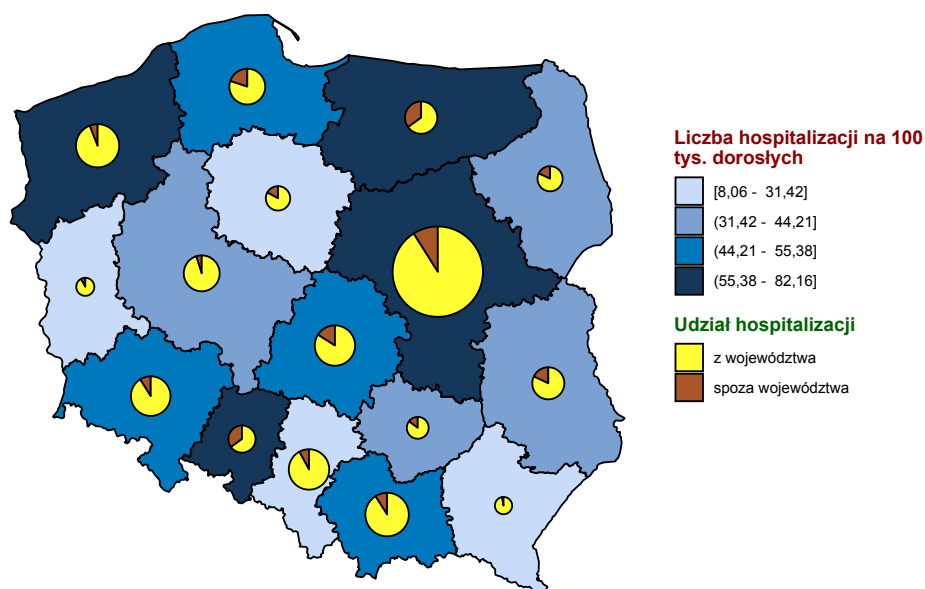 Liczba hospitalizacji na 100
tys. dorosłych
[8,06 - 31,42]
(31,42 - 44,21]
(44,21 - 55,38]
(55,38 - 82,16]
Udział hospitalizacji
z województwa
spoza województwa